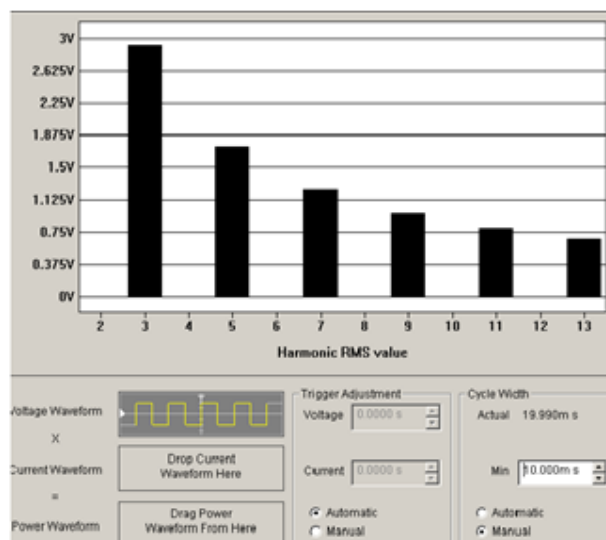 3V
2.625V
2.25V
1.875V
1.5V
1.125V
0.75V
0.375V
0V
2 3 4 5 6 7 8 9 10 11 12 13
Harmonic RMS value
Voltage Waveform
X
Current Waveform
=
Power Waveform
Drop Current
Waveform Here
Drag Power
Waveform From Here
Trigger Adjustment
Voltage 0.0000 s
Current 0.0000 s
Automatic
Manual
Cycle Width
Actual 19.990m s
Min 10.000m s
Automatic
Manual